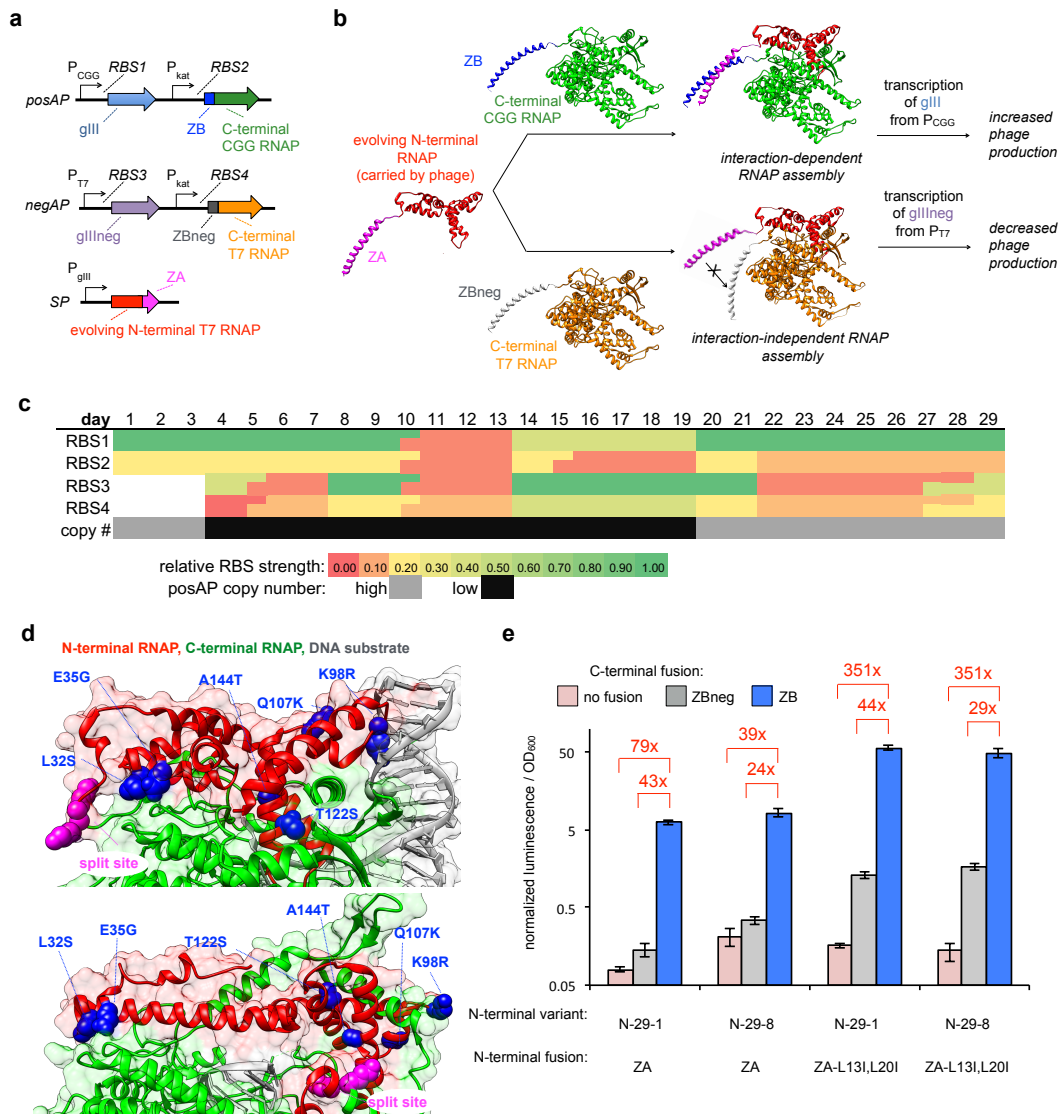 a
P_CGG RBS1 P_kat RBS2
posAP
gIII ZB C-terminal CGG RNAP
P_T7 RBS3 P_kat RBS4
negAP
gIIIneg ZBneg C-terminal T7 RNAP
P_gIII ZA
SP
evolving N-terminal T7 RNAP
b
ZB
C-terminal
CGG RNAP
evolving N-terminal
RNAP
(carried by phage)
ZA
interaction-dependent
RNAP assembly
transcription
of gIII
from P_CGG
increased
phage
production
ZBneg
C-terminal
T7 RNAP
interaction-independent RNAP
assembly
transcription
of gIIIneg
from P_T7
decreased
phage
production
c
day 1 2 3 4 5 6 7 8 9 10 11 12 13 14 15 16 17 18 19 20 21 22 23 24 25 26 27 28 29
RBS1
RBS2
RBS3
RBS4
copy #
relative RBS strength: 0.00 0.10 0.20 0.30 0.40 0.50 0.60 0.70 0.80 0.90 1.00
posAP copy number: high low
d
N-terminal RNAP, C-terminal RNAP, DNA substrate
E35G A144T Q107K K98R
L32S
T122S
split site
A144T
L32S E35G T122S Q107K
K98R
split site
e
C-terminal fusion:
no fusion ZBneg ZB
351x 351x
44x 29x
79x 39x
43x 24x
normalized luminescence / OD600
50
5
0.5
0.05
N-terminal variant: N-29-1 N-29-8 N-29-1 N-29-8
N-terminal fusion: ZA ZA ZA-L13I,L20I ZA-L13I,L20I